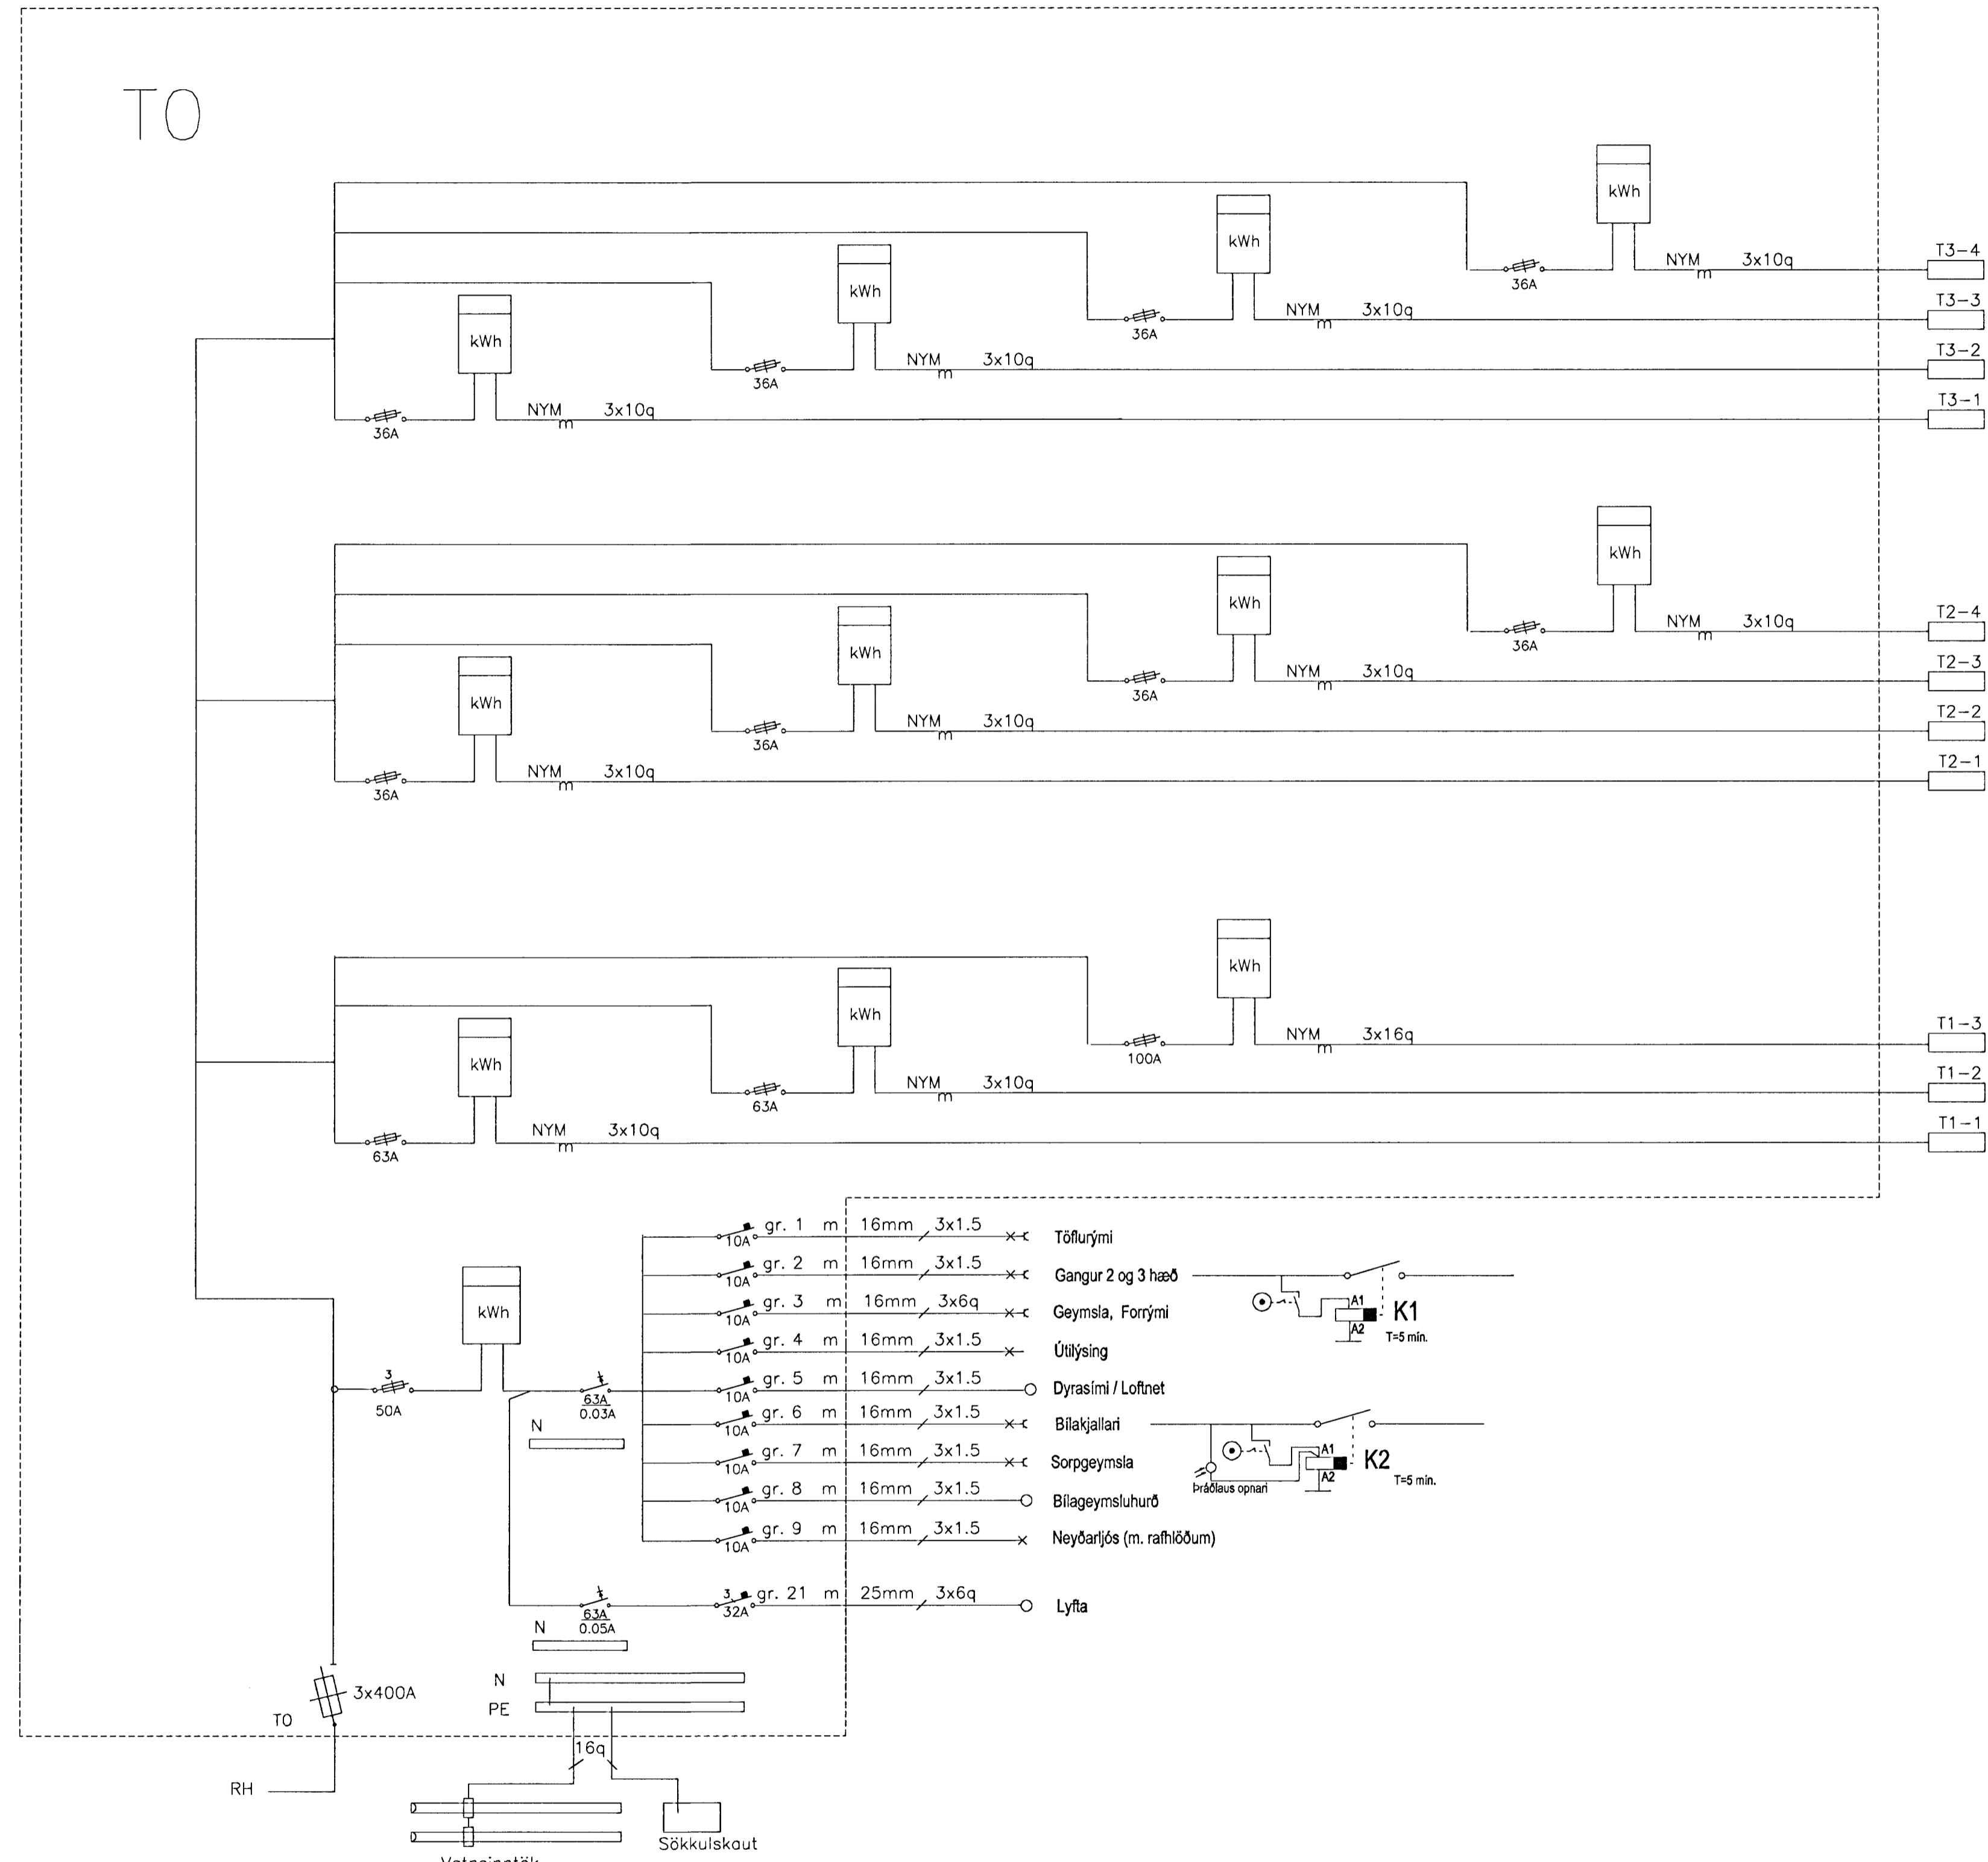 TO
kWh
kWh
kWh
kWh
36A
NYM
m
3x10q
T3-4
36A
NYM
m
3x10q
T3-3
36A
NYM
m
3x10q
T3-2
36A
NYM
m
3x10q
T3-1
kWh
kWh
kWh
kWh
36A
NYM
m
3x10q
T2-4
36A
NYM
m
3x10q
T2-3
36A
NYM
m
3x10q
T2-2
36A
NYM
m
3x10q
T2-1
kWh
kWh
kWh
100A
NYM
m
3x16q
T1-3
63A
NYM
m
3x10q
T1-2
63A
NYM
m
3x10q
T1-1
10A gr. 1 m 16mm 3x1.5 Töflurými
10A gr. 2 m 16mm 3x1.5 Gangur 2 og 3 hæð
10A gr. 3 m 16mm 3x6q Geymsla, Forrými
10A gr. 4 m 16mm 3x1.5 Útilýsing
10A gr. 5 m 16mm 3x1.5 Dyrasími / Loftnet
10A gr. 6 m 16mm 3x1.5 Bílakjallari
10A gr. 7 m 16mm 3x1.5 Sorpgeymsla
10A gr. 8 m 16mm 3x1.5 Bílageymsluhurð
10A gr. 9 m 16mm 3x1.5 Neyðarljós (m. rafhlöðum)
3 32A gr. 21 m 25mm 3x6q Lyfta
A1
A2
K1
T=5 mín.
A1
A2
K2
T=5 mín.
Þráðlaus opnari
kWh
3
50A
63A
0.03A
N
63A
0.05A
N
N
PE
3x400A
TO
16q
RH
Sökkulskaut